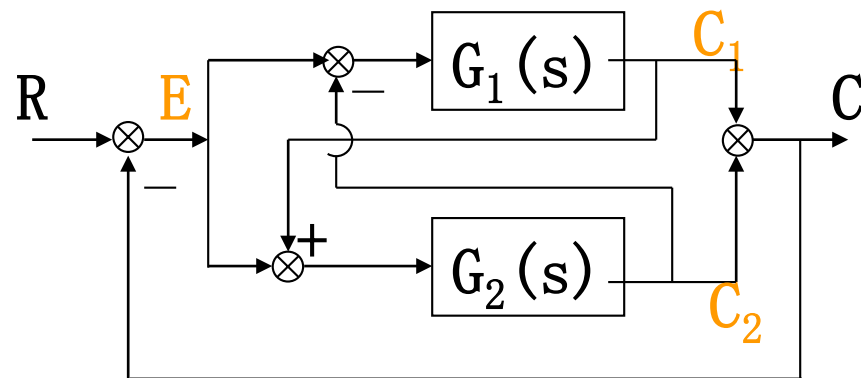 R
E
—
G₁(s)
C₁
C
—
+
G₂(s)
C₂